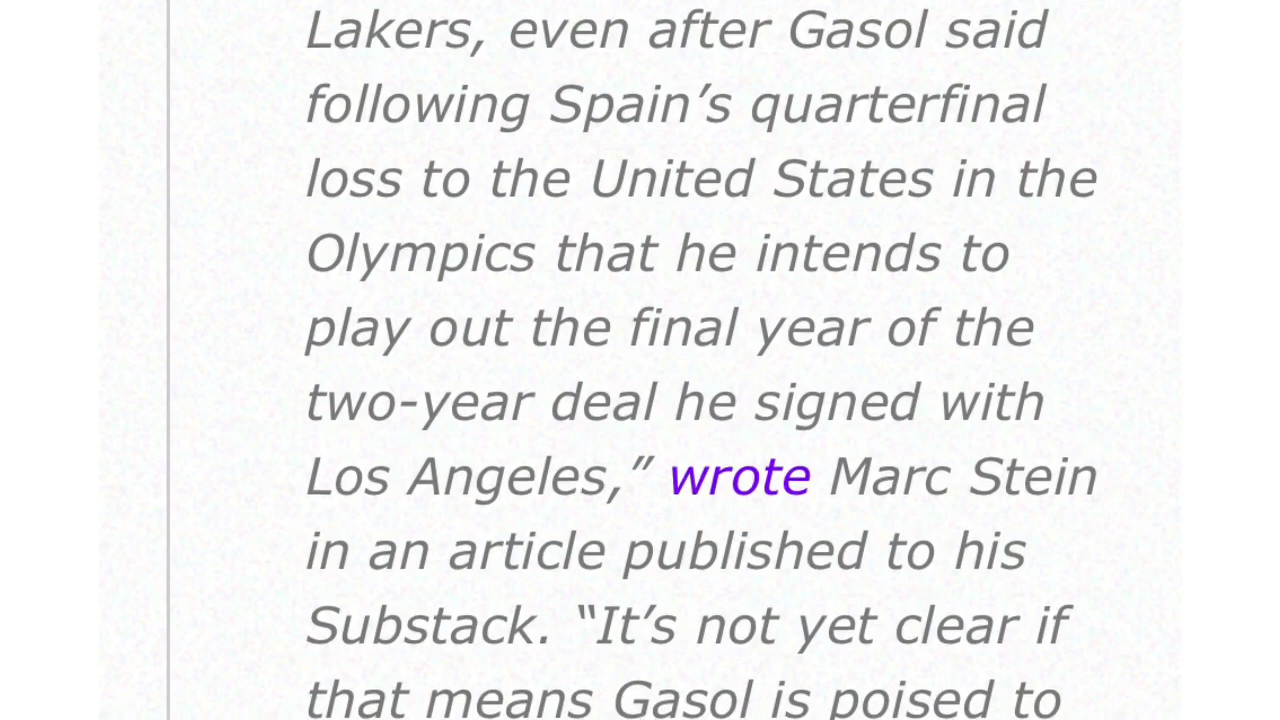 Lakers, even after Gasol said
following Spain’s quarterfinal
loss to the United States in the
Olympics that he intends to
play out the final year of the
two-year deal he signed with
Los Angeles,” wrote Marc Stein
in an article published to his
Substack. “It’s not yet clear if
that means Gasol is poised to